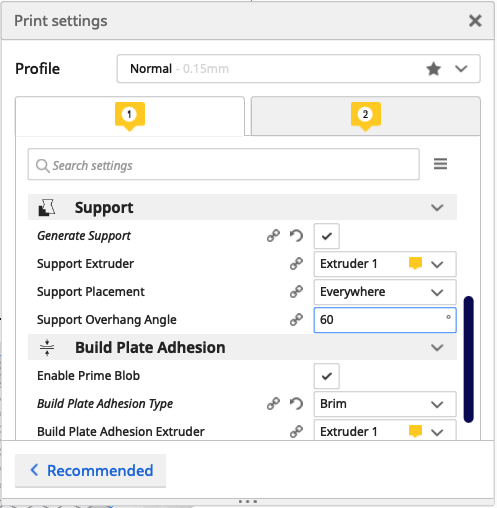 Print settings
Profile
Normal - 0.15mm
1
2
Search settings
Support
Generate Support
Support Extruder
Extruder 1
Support Placement
Everywhere
Support Overhang Angle
60 °
Build Plate Adhesion
Enable Prime Blob
Build Plate Adhesion Type
Brim
Build Plate Adhesion Extruder
Extruder 1
Recommended